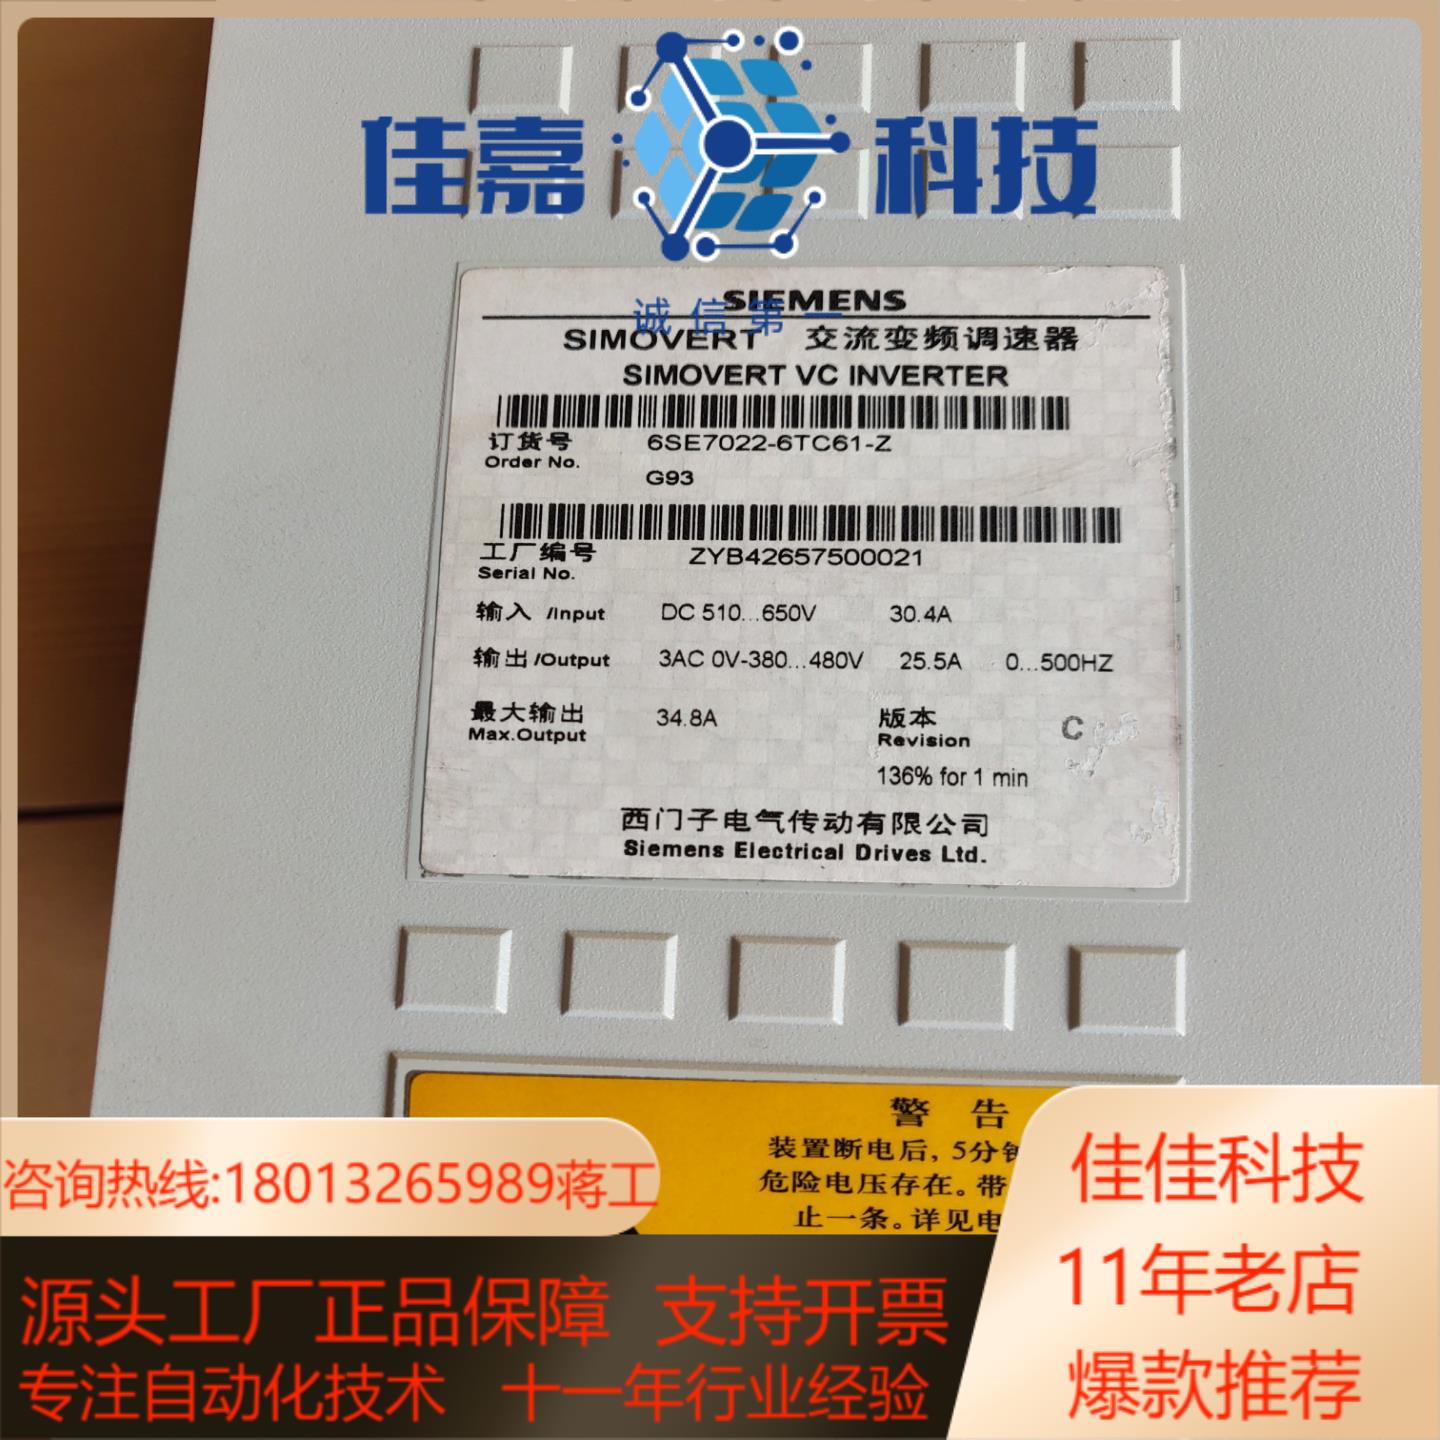 佳嘉科技
诚信第一
SIEMENS
SIMOVERT 交流变频调速器
SIMOVERT VC INVERTER
订货号 6SE7022-6TC61-Z
Order No.
G93
工厂编号 ZYB42657500021
Serial No.
输入 /Input DC 510...650V 30.4A
输出/Output 3AC 0V-380...480V 25.5A 0...500HZ
最大输出 34.8A 版本 C
Max.Output Revision
136% for 1 min
西门子电气传动有限公司
Siemens Electrical Drives Ltd.
警 告
装置断电后，5分钟
危险电压存在。带
止一条。详见电
咨询热线:18013265989蒋工
佳佳科技
11年老店
爆款推荐
源头工厂正品保障 支持开票
专注自动化技术 十一年行业经验